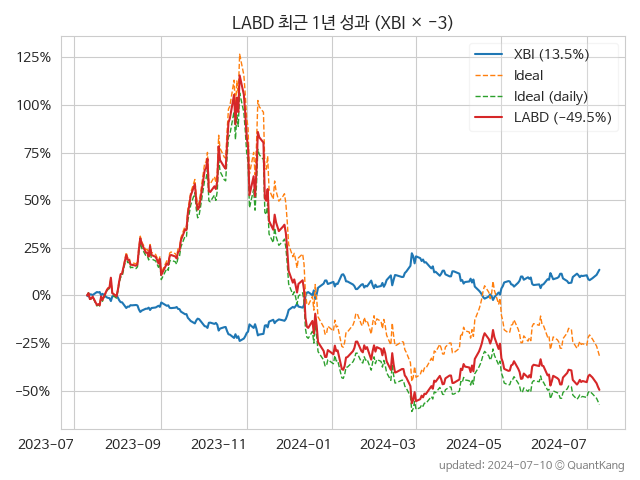 LABD 최근 1년 성과 (XBI × −3)
XBI (13.5%)
Ideal
Ideal (daily)
LABD (−49.5%)
125%
100%
75%
50%
25%
0%
−25%
−50%
2023-07
2023-09
2023-11
2024-01
2024-03
2024-05
2024-07
updated: 2024-07-10 © QuantKang